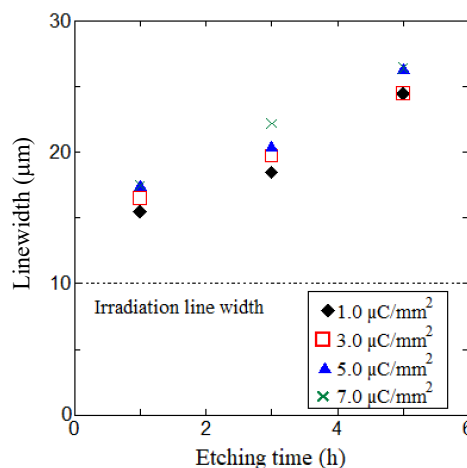 30
20
10
0
Linewidth (μm)
Irradiation line width
1.0 μC/mm²
3.0 μC/mm²
5.0 μC/mm²
7.0 μC/mm²
0 2 4 6
Etching time (h)